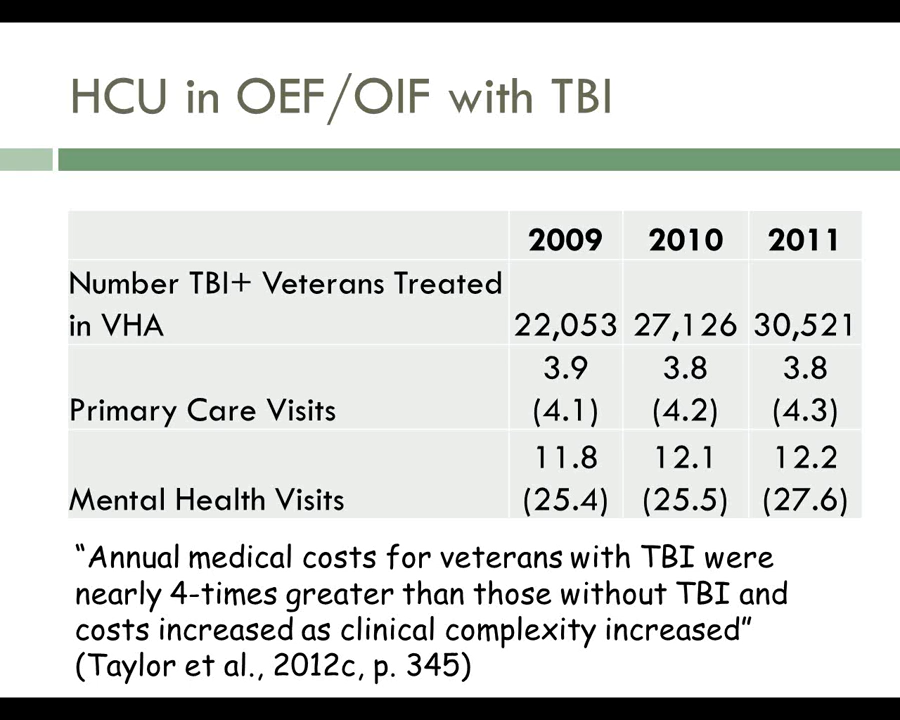 HCU in OEF/OIF with TBI
2009 2010 2011
Number TBI+ Veterans Treated
in VHA 22,053 27,126 30,521
3.9 3.8 3.8
Primary Care Visits (4.1) (4.2) (4.3)
11.8 12.1 12.2
Mental Health Visits (25.4) (25.5) (27.6)
“Annual medical costs for veterans with TBI were
nearly 4-times greater than those without TBI and
costs increased as clinical complexity increased”
(Taylor et al., 2012c, p. 345)